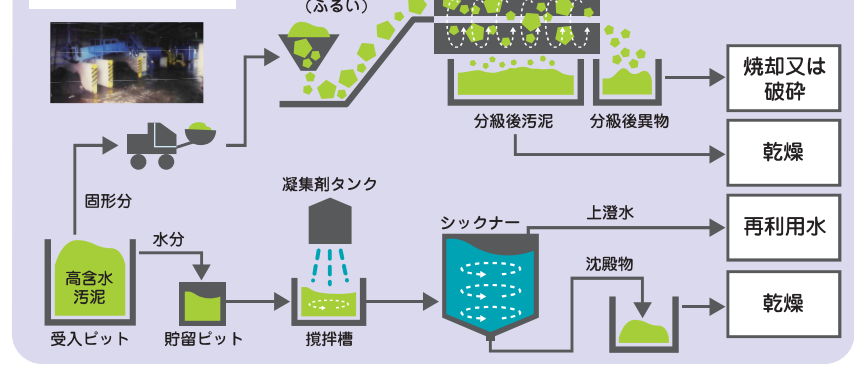 (ふるい)
焼却又は
破砕
分級後汚泥
分級後異物
乾燥
固形分
凝集剤タンク
シックナー
上澄水
再利用水
水分
高含水
汚泥
沈殿物
乾燥
受入ピット
貯留ピット
撹拌槽